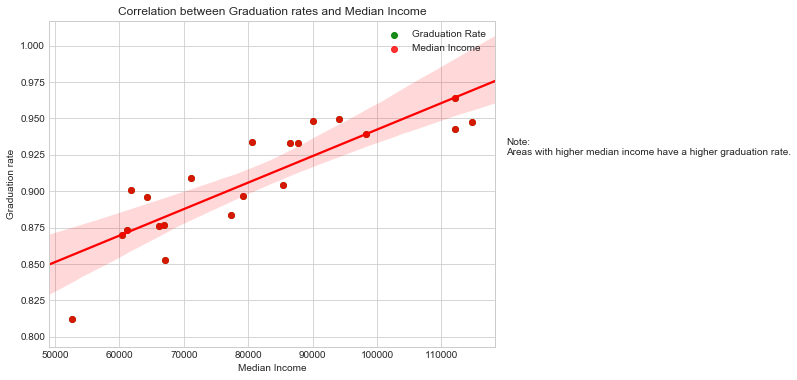 Correlation between Graduation rates and Median Income
Graduation Rate
Median Income
1.000
0.975
0.950
0.925
0.900
0.875
0.850
0.825
0.800
Graduation rate
50000 60000 70000 80000 90000 100000 110000
Median Income
Note:
Areas with higher median income have a higher graduation rate.